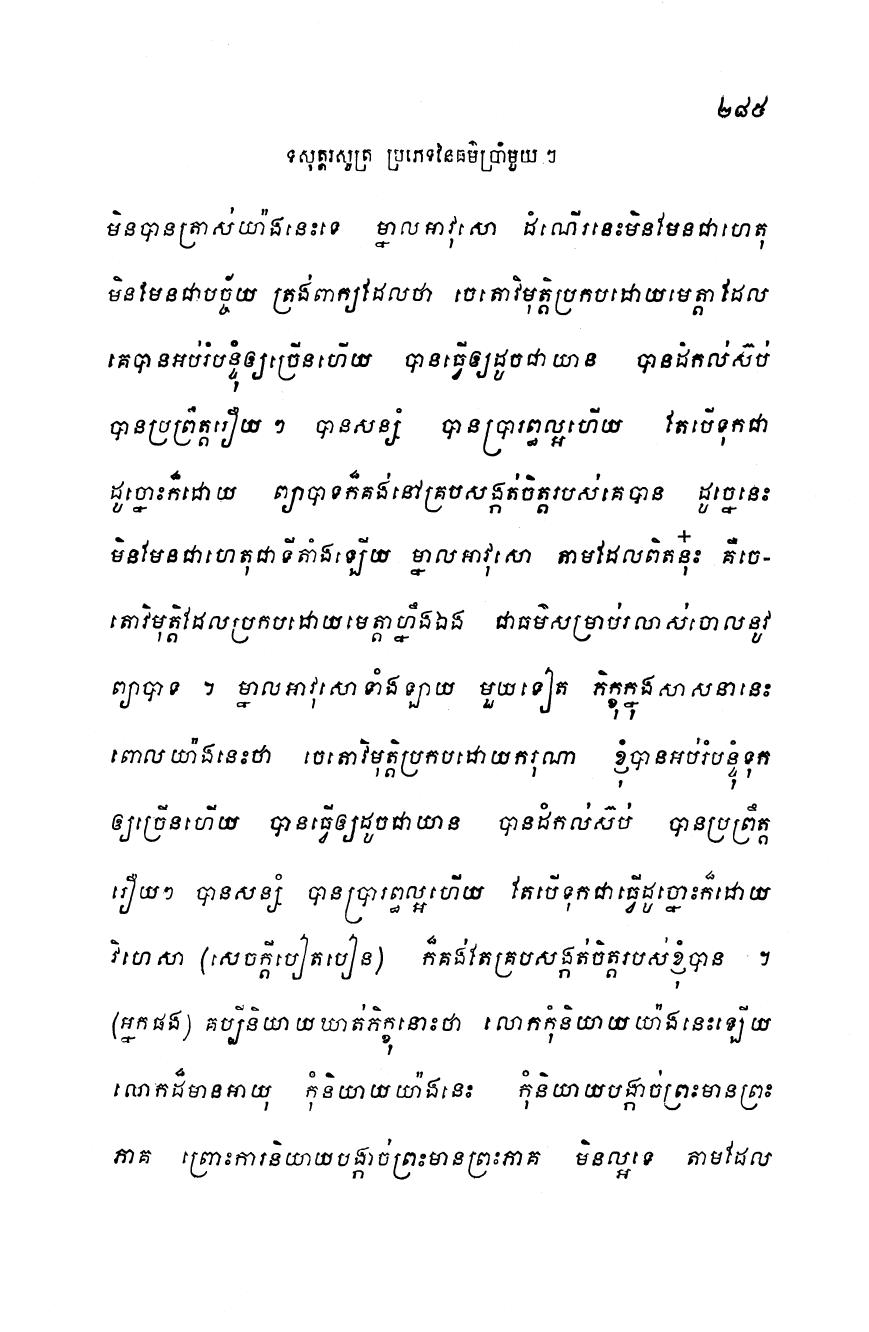 ២៨៥
ទសុត្តរសូត្រ ប្រភេទនៃធម៌ប្រាំមួយ ៗ
មិនបានត្រាស់យ៉ាងនេះទេ ម្នាលអាវុសោ ដំណើរនេះមិនមែនជាហេតុ
មិនមែនជាបច្ច័យ ត្រង់ពាក្យដែលថា ចេតោវិមុត្តិប្រកបដោយមេត្តា ដែល
គេបានអប់រំបន្ទុំឲ្យច្រើនហើយ បានធ្វើឲ្យដូចជាយាន បានដំកល់ស៊ប់
បានប្រព្រឹត្តរឿយ ៗ បានសន្សំ បានប្រារព្ធល្អហើយ តែបើទុកជា
ដូច្នោះក៏ដោយ ព្យាបាទក៏គង់នៅគ្របសង្កត់ចិត្តរបស់គេបាន ដូច្នេះនេះ
មិនមែនជាហេតុជាទីតាំងឡើយ ម្នាលអាវុសោ តាមដែលពិតនុ៎ះ គឺចេ-
តោវិមុត្តិដែលប្រកបដោយមេត្តាហ្នឹងឯង ជាធម៌សម្រាប់រលាស់ចោលនូវ
ព្យាបាទ ។ ម្នាលអាវុសោទាំងឡាយ មួយទៀត ភិក្ខុក្នុងសាសនានេះ
ពោលយ៉ាងនេះថា ចេតោវិមុត្តិប្រកបដោយករុណា ខ្ញុំបានអប់រំបន្ទុំទុក
ឲ្យច្រើនហើយ បានធ្វើឲ្យដូចជាយាន បានដំកល់ស៊ប់ បានប្រព្រឹត្ត
រឿយៗ បានសន្សំ បានប្រារព្ធល្អហើយ តែបើទុកជាធ្វើដូច្នោះក៏ដោយ
វិហេសា (សេចក្តីបៀតបៀន) ក៏គង់តែគ្របសង្កត់ចិត្តរបស់ខ្ញុំបាន ។
(អ្នកផង) គប្បីនិយាយឃាត់ភិក្ខុនោះថា លោកកុំនិយាយយ៉ាងនេះឡើយ
លោកដ៏មានអាយុ កុំនិយាយយ៉ាងនេះ កុំនិយាយបង្កាច់ព្រះមានព្រះ
ភាគ ព្រោះការនិយាយបង្កាច់ព្រះមានព្រះភាគ មិនល្អទេ តាមដែល